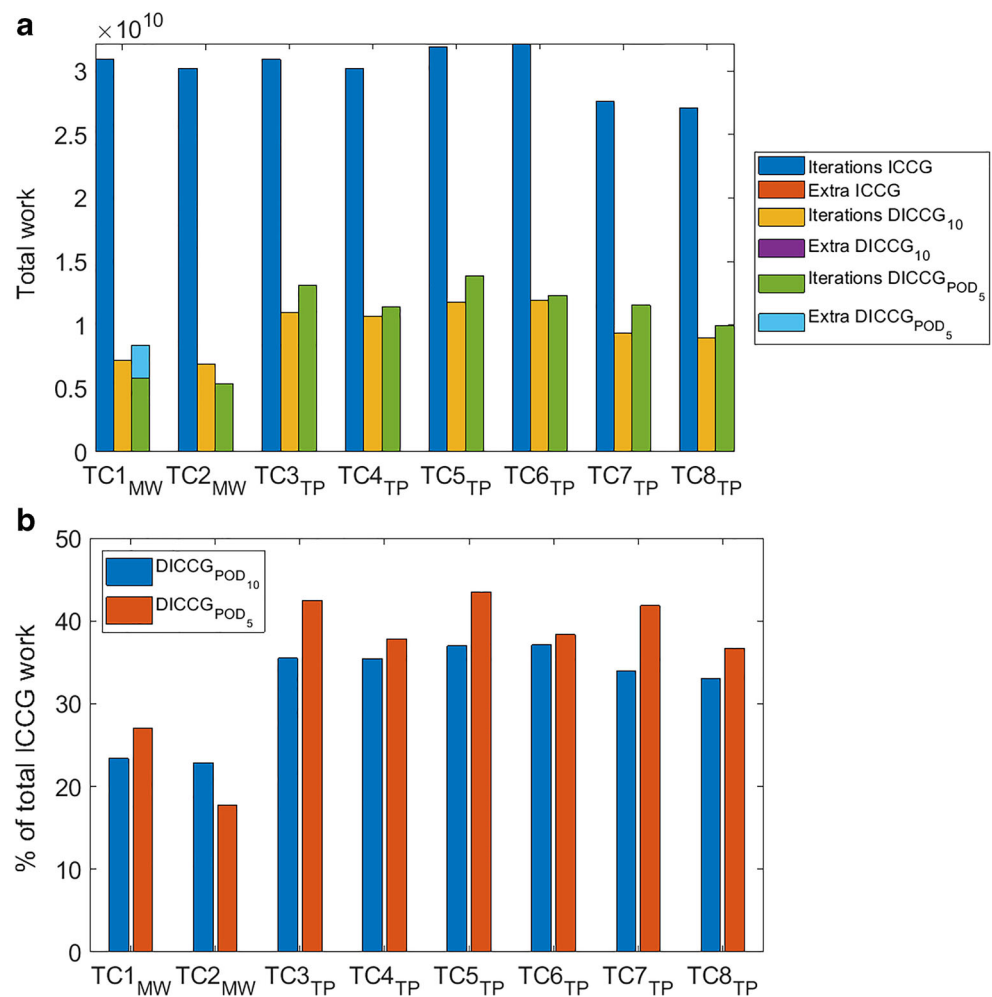 a
×10^10
3
2.5
2
1.5
1
0.5
0
Total work
TC1_MW TC2_MW TC3_TP TC4_TP TC5_TP TC6_TP TC7_TP TC8_TP
Iterations ICCG
Extra ICCG
Iterations DICCG_10
Extra DICCG_10
Iterations DICCG_POD_5
Extra DICCG_POD_5
b
50
40
30
20
10
0
% of total ICCG work
DICCG_POD_10
DICCG_POD_5
TC1_MW TC2_MW TC3_TP TC4_TP TC5_TP TC6_TP TC7_TP TC8_TP